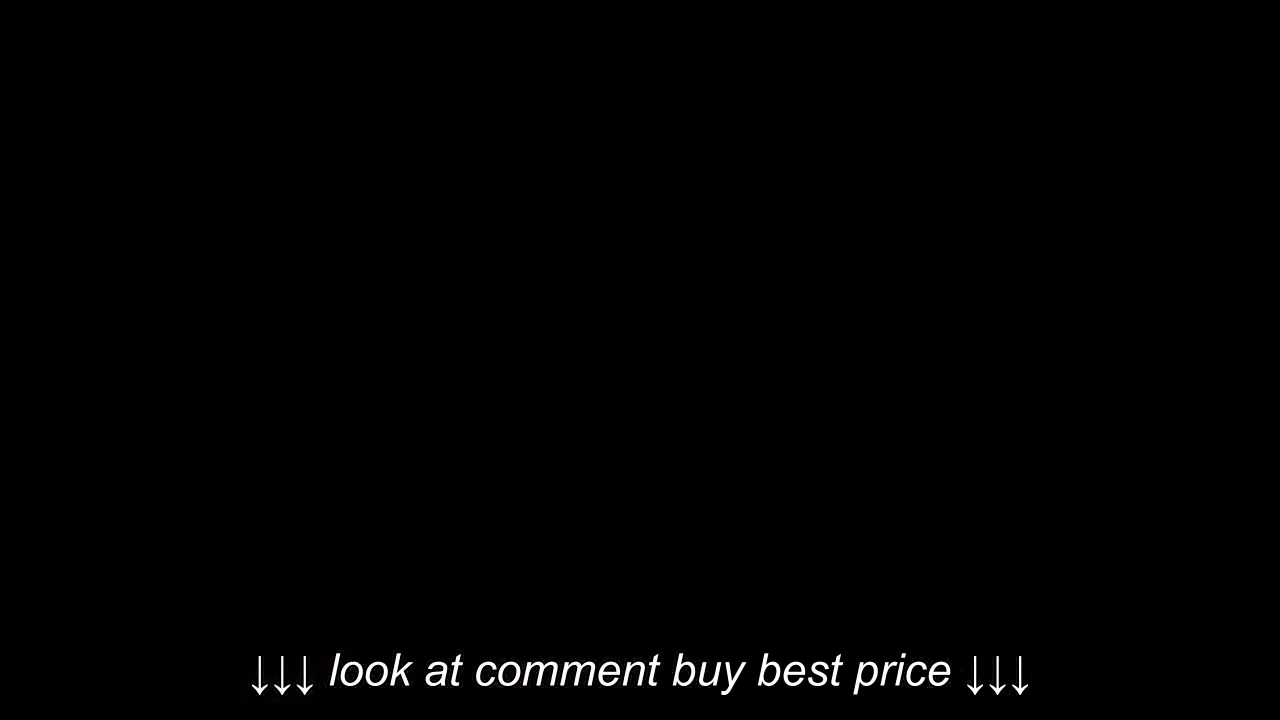 ↓↓↓ look at comment buy best price ↓↓↓